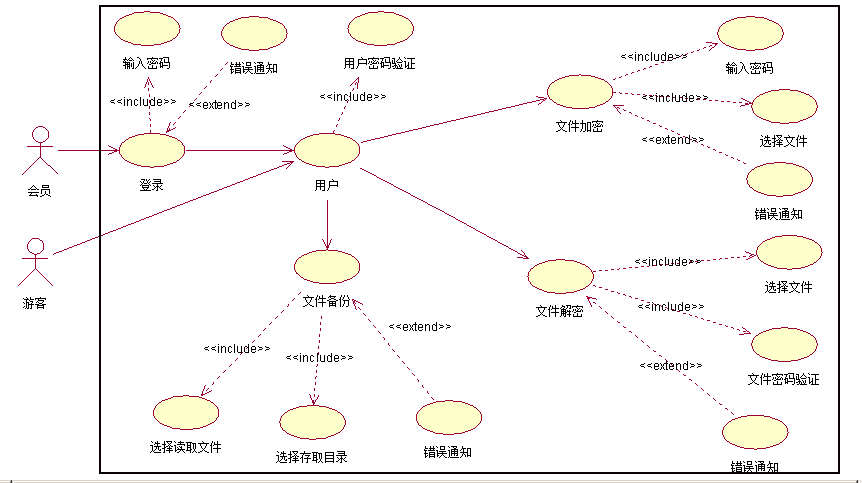 输入密码
错误通知
用户密码验证
输入密码
<<include>>
<<include>>
<<extend>>
<<include>>
<<include>>
文件加密
选择文件
<<extend>>
会员
登录
用户
错误通知
<<include>>
选择文件
游客
文件备份
文件解密
<<include>>
<<extend>>
<<include>>
<<include>>
<<extend>>
文件密码验证
选择读取文件
选择存取目录
错误通知
错误通知